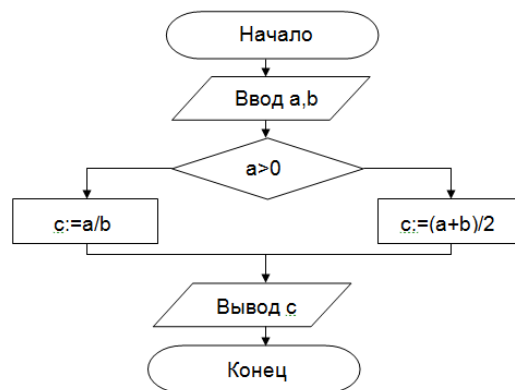 Начало
Ввод a,b
a>0
c:=a/b
c:=(a+b)/2
Вывод c
Конец